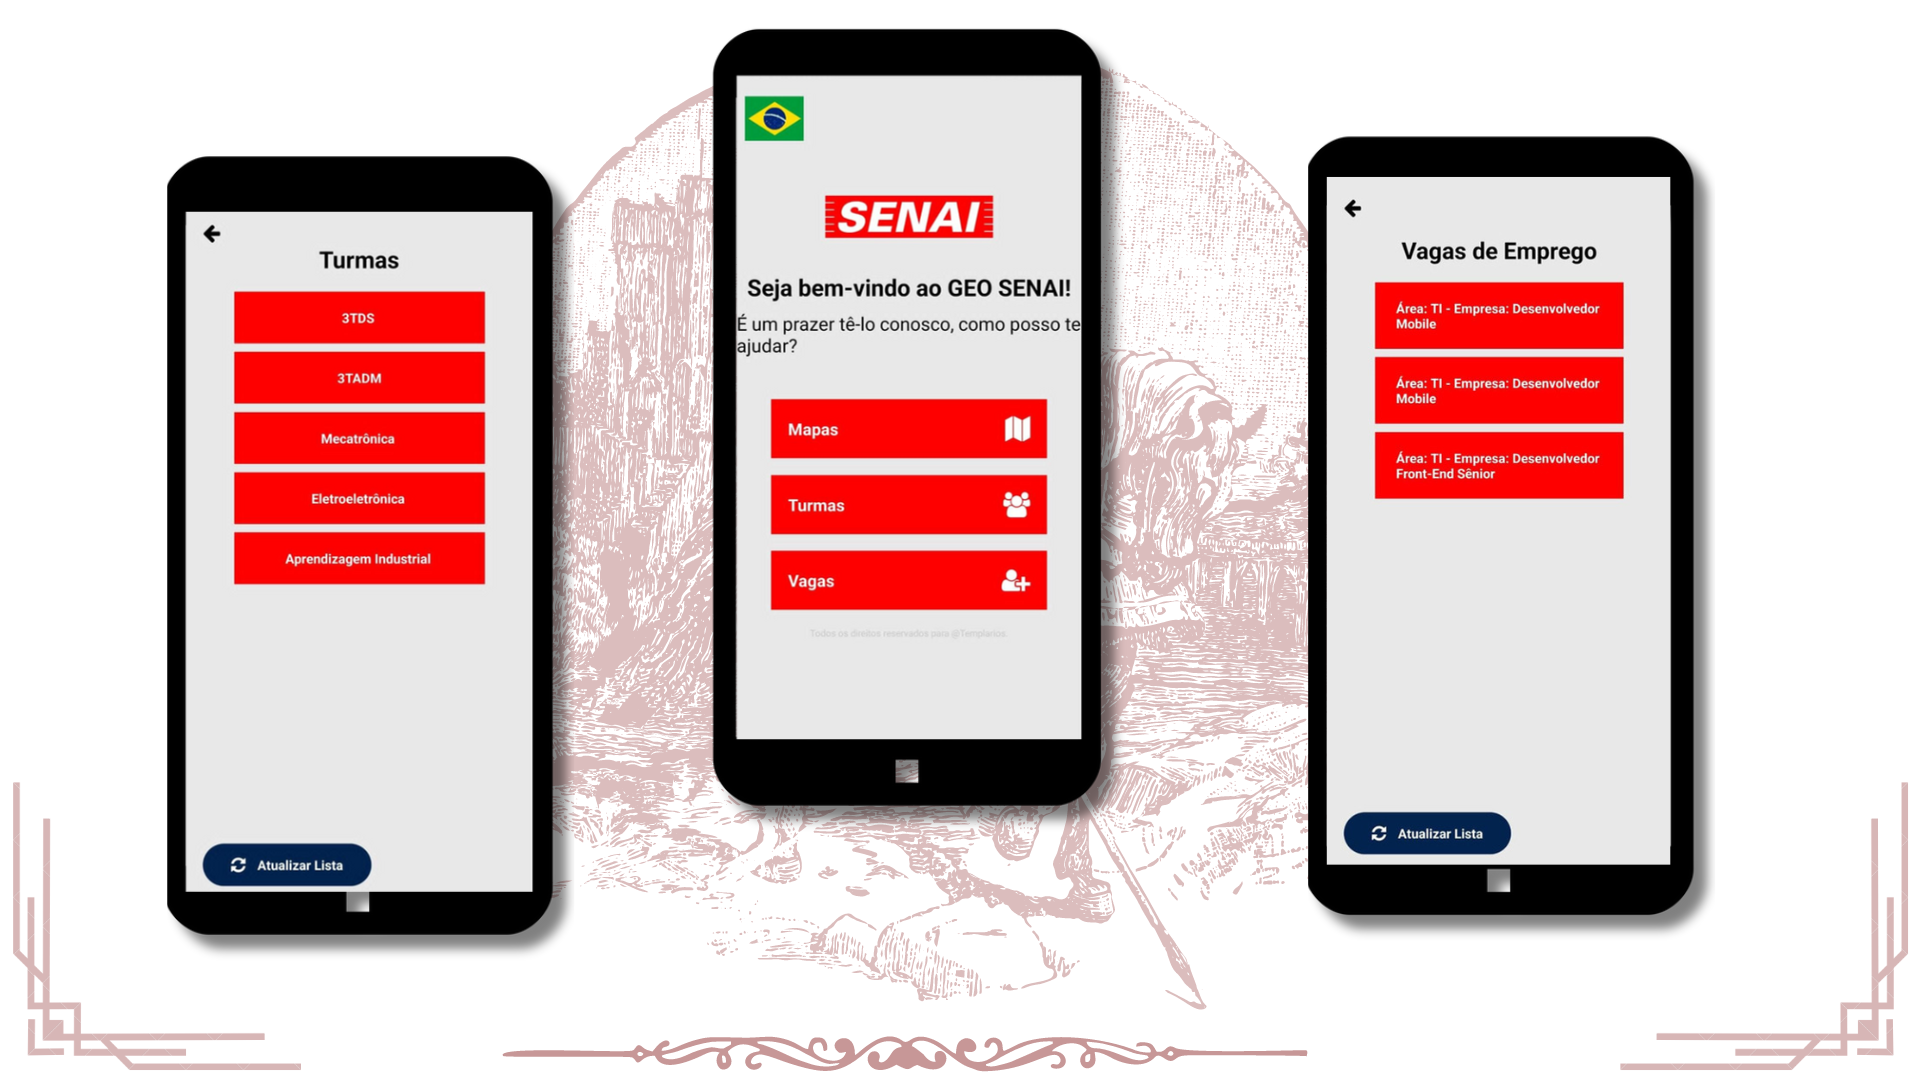 Turmas
3TDS
3TADM
Mecatrônica
Eletroeletrônica
Aprendizagem Industrial
Atualizar Lista
SENAI
Seja bem-vindo ao GEO SENAI!
É um prazer tê-lo conosco, como posso te
ajudar?
Mapas
Turmas
Vagas
Todos os direitos reservados para @Templarios
Vagas de Emprego
Área: TI - Empresa: Desenvolvedor
Mobile
Área: TI - Empresa: Desenvolvedor
Mobile
Área: TI - Empresa: Desenvolvedor
Front-End Sênior
Atualizar Lista